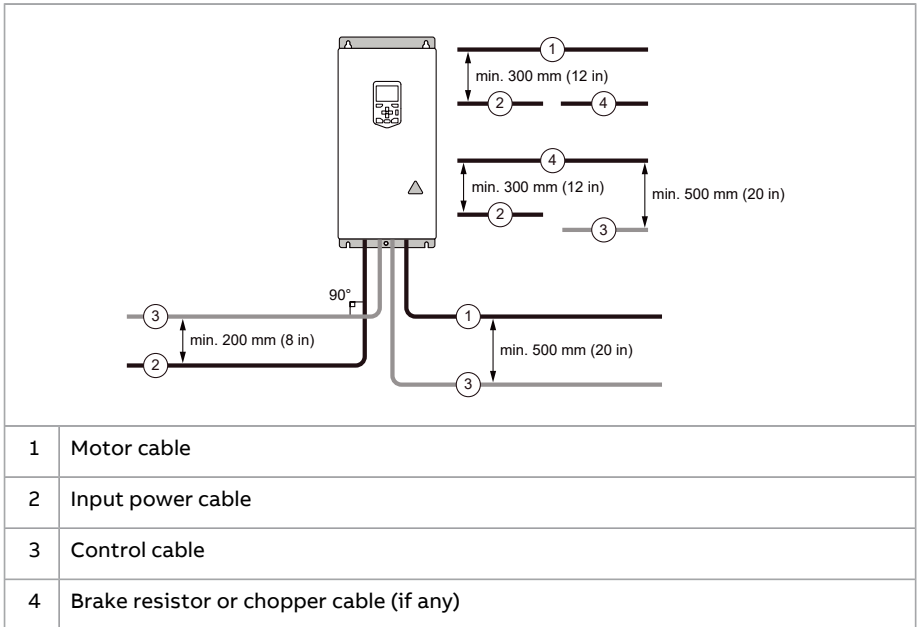 1
min. 300 mm (12 in)
2 4
4
min. 300 mm (12 in) min. 500 mm (20 in)
2
3
90°
3 1
min. 200 mm (8 in) min. 500 mm (20 in)
2
3
1 Motor cable
2 Input power cable
3 Control cable
4 Brake resistor or chopper cable (if any)